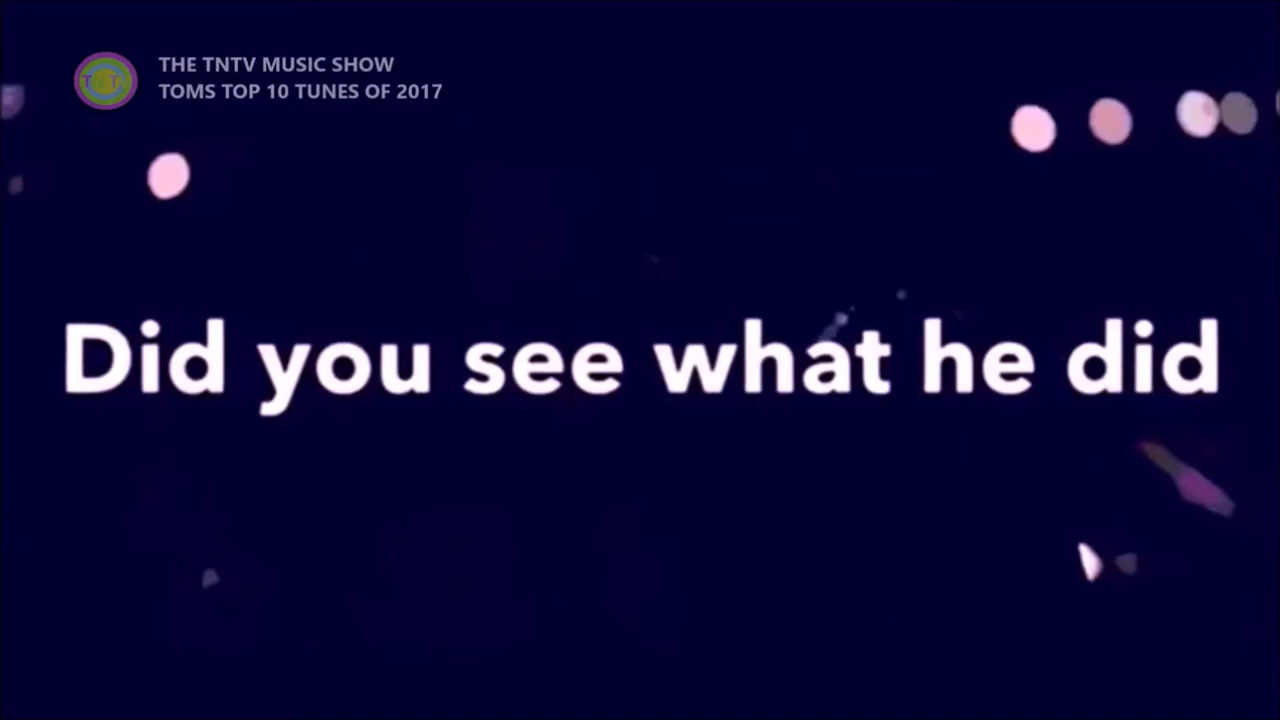 THE TNTV MUSIC SHOW
TOMS TOP 10 TUNES OF 2017
Did you see what he did